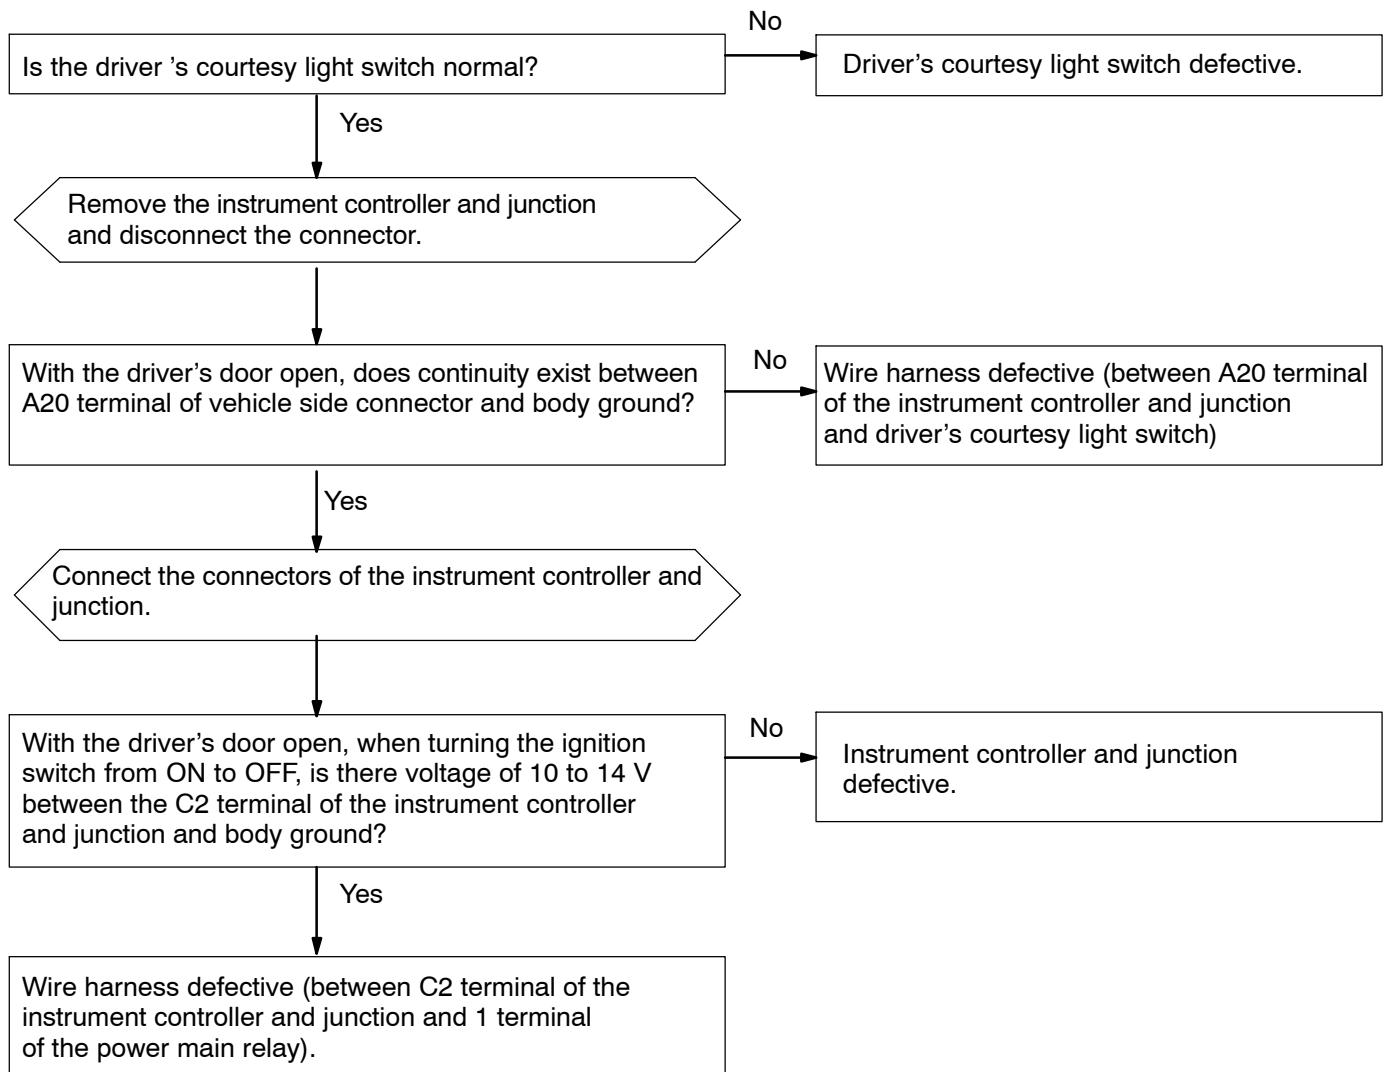 No
Is the driver 's courtesy light switch normal?
Driver's courtesy light switch defective.
Yes
Remove the instrument controller and junction
and disconnect the connector.
With the driver's door open, does continuity exist between
A20 terminal of vehicle side connector and body ground?
No
Wire harness defective (between A20 terminal
of the instrument controller and junction
and driver's courtesy light switch)
Yes
Connect the connectors of the instrument controller and
junction.
With the driver's door open, when turning the ignition
switch from ON to OFF, is there voltage of 10 to 14 V
between the C2 terminal of the instrument controller
and junction and body ground?
No
Instrument controller and junction
defective.
Yes
Wire harness defective (between C2 terminal of the
instrument controller and junction and 1 terminal
of the power main relay).